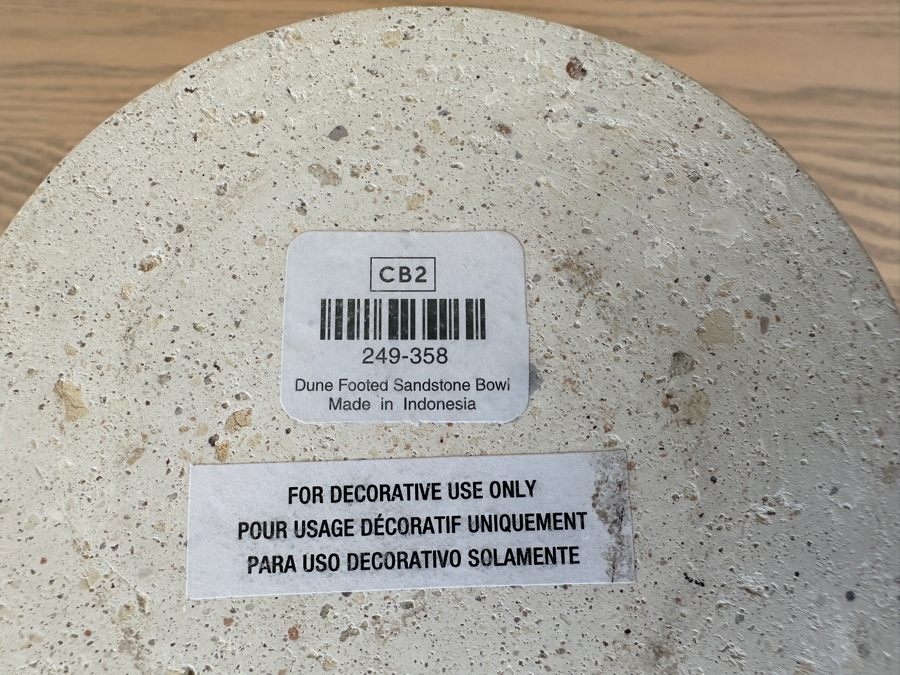 CB2
249-358
Dune Footed Sandstone Bowl
Made in Indonesia
FOR DECORATIVE USE ONLY
POUR USAGE DÉCORATIF UNIQUEMENT
PARA USO DECORATIVO SOLAMENTE